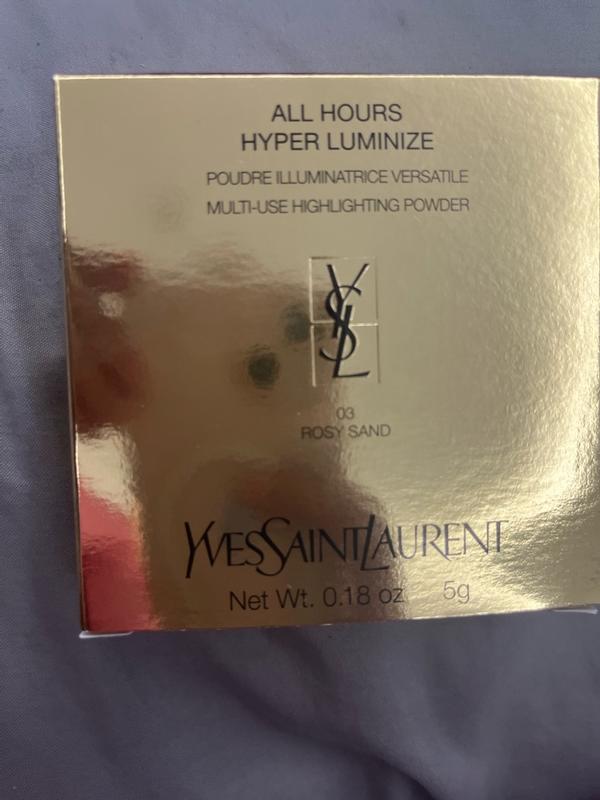 ALL HOURS
HYPER LUMINIZE
POUDRE ILLUMINATRICE VERSATILE
MULTI-USE HIGHLIGHTING POWDER
YSL
03
ROSY SAND
YVESSAINTLAURENT
Net Wt. 0.18 oz 5g